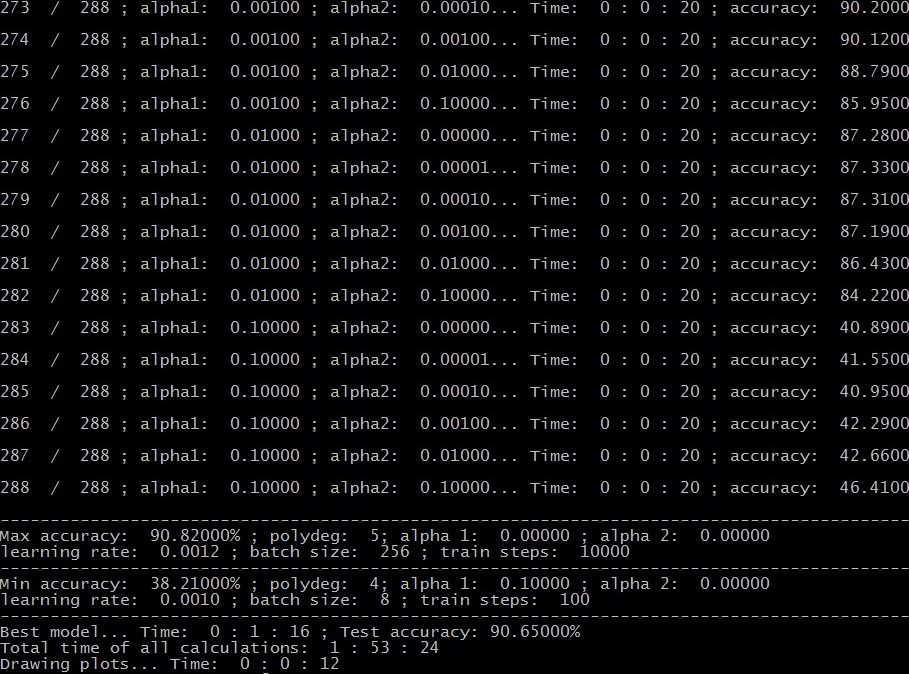 273 / 288 ; alpha1: 0.00100 ; alpha2: 0.00010... Time: 0 : 0 : 20 ; accuracy: 90.2000
274 / 288 ; alpha1: 0.00100 ; alpha2: 0.00100... Time: 0 : 0 : 20 ; accuracy: 90.1200
275 / 288 ; alpha1: 0.00100 ; alpha2: 0.01000... Time: 0 : 0 : 20 ; accuracy: 88.7900
276 / 288 ; alpha1: 0.00100 ; alpha2: 0.10000... Time: 0 : 0 : 20 ; accuracy: 85.9500
277 / 288 ; alpha1: 0.01000 ; alpha2: 0.00000... Time: 0 : 0 : 20 ; accuracy: 87.2800
278 / 288 ; alpha1: 0.01000 ; alpha2: 0.00001... Time: 0 : 0 : 20 ; accuracy: 87.3300
279 / 288 ; alpha1: 0.01000 ; alpha2: 0.00010... Time: 0 : 0 : 20 ; accuracy: 87.3100
280 / 288 ; alpha1: 0.01000 ; alpha2: 0.00100... Time: 0 : 0 : 20 ; accuracy: 87.1900
281 / 288 ; alpha1: 0.01000 ; alpha2: 0.01000... Time: 0 : 0 : 20 ; accuracy: 86.4300
282 / 288 ; alpha1: 0.01000 ; alpha2: 0.10000... Time: 0 : 0 : 20 ; accuracy: 84.2200
283 / 288 ; alpha1: 0.10000 ; alpha2: 0.00000... Time: 0 : 0 : 20 ; accuracy: 40.8900
284 / 288 ; alpha1: 0.10000 ; alpha2: 0.00001... Time: 0 : 0 : 20 ; accuracy: 41.5500
285 / 288 ; alpha1: 0.10000 ; alpha2: 0.00010... Time: 0 : 0 : 20 ; accuracy: 40.9500
286 / 288 ; alpha1: 0.10000 ; alpha2: 0.00100... Time: 0 : 0 : 20 ; accuracy: 42.2900
287 / 288 ; alpha1: 0.10000 ; alpha2: 0.01000... Time: 0 : 0 : 20 ; accuracy: 42.6600
288 / 288 ; alpha1: 0.10000 ; alpha2: 0.10000... Time: 0 : 0 : 20 ; accuracy: 46.4100
-------------------------------------------------------------------------------------------
Max accuracy: 90.82000% ; polydeg: 5; alpha 1: 0.00000 ; alpha 2: 0.00000
learning rate: 0.0012 ; batch size: 256 ; train steps: 10000
-------------------------------------------------------------------------------------------
Min accuracy: 38.21000% ; polydeg: 4; alpha 1: 0.10000 ; alpha 2: 0.00000
learning rate: 0.0010 ; batch size: 8 ; train steps: 100
-------------------------------------------------------------------------------------------
Best model... Time: 0 : 1 : 16 ; Test accuracy: 90.65000%
Total time of all calculations: 1 : 53 : 24
Drawing plots... Time: 0 : 0 : 12